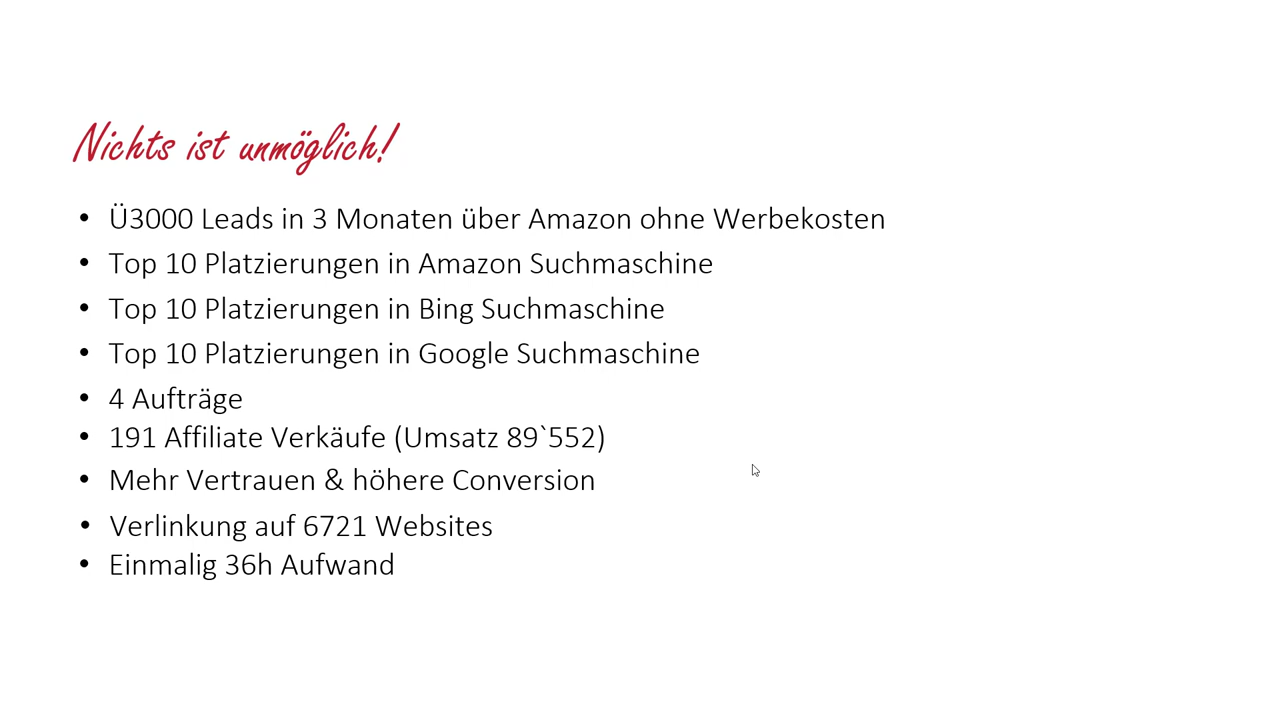 Nichts ist unmöglich!
• Ü3000 Leads in 3 Monaten über Amazon ohne Werbekosten
• Top 10 Platzierungen in Amazon Suchmaschine
• Top 10 Platzierungen in Bing Suchmaschine
• Top 10 Platzierungen in Google Suchmaschine
• 4 Aufträge
• 191 Affiliate Verkäufe (Umsatz 89`552)
• Mehr Vertrauen & höhere Conversion
• Verlinkung auf 6721 Websites
• Einmalig 36h Aufwand